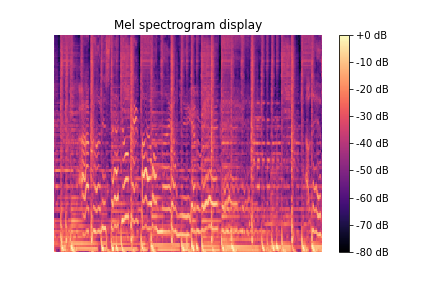 Mel spectrogram display
+0 dB
-10 dB
-20 dB
-30 dB
-40 dB
-50 dB
-60 dB
-70 dB
-80 dB